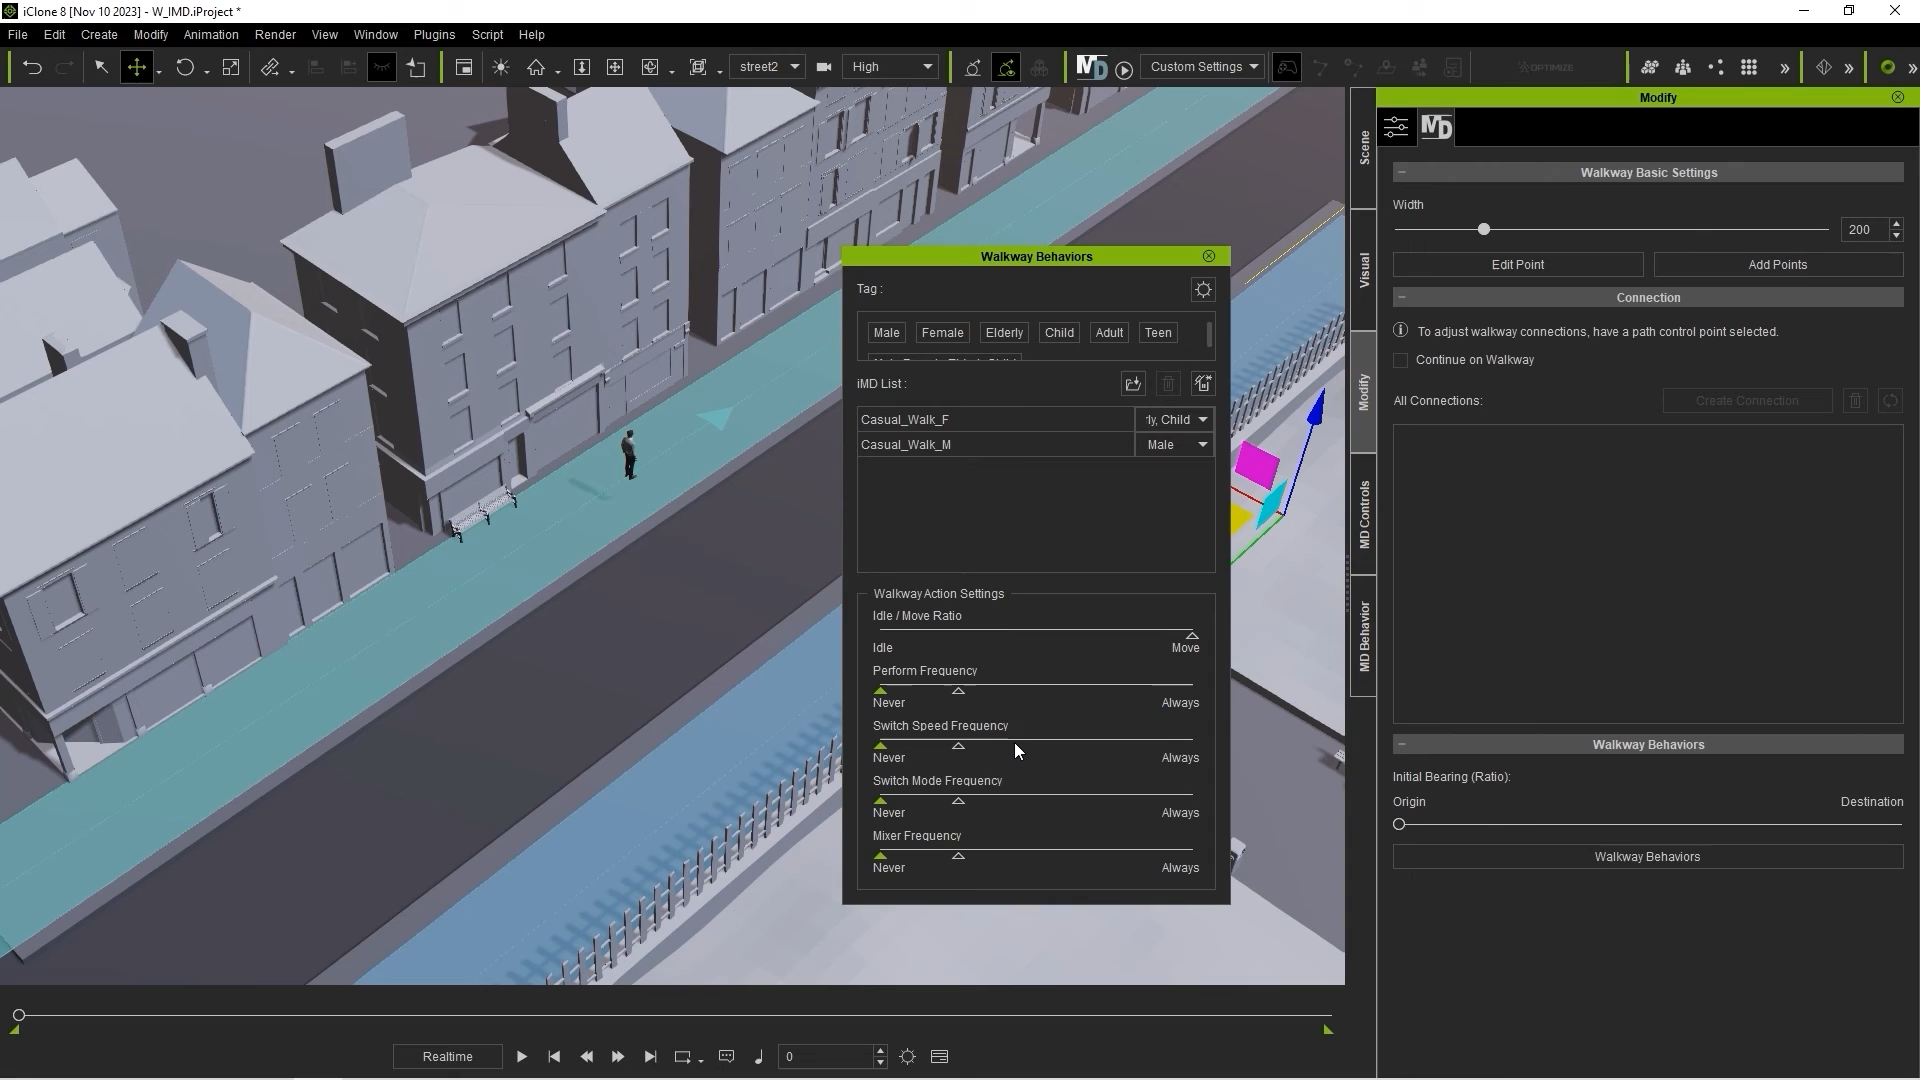 iClone 8 [Nov 10 2023] - W_IMD.iProject *
File Edit Create Modify Animation Render View Window Plugins Script Help
street2 High MD Custom Settings OPTIMIZE
Modify
MD
Scene
Visual
Modify
MD Controls
MD Behavior
Walkway Basic Settings
Width
200
Edit Point Add Points
Connection
To adjust walkway connections, have a path control point selected.
Continue on Walkway
All Connections: Create Connection
Walkway Behaviors
Initial Bearing (Ratio):
Origin Destination
Walkway Behaviors
Walkway Behaviors
Tag :
Male Female Elderly Child Adult Teen
iMD List :
Casual_Walk_F ly, Child
Casual_Walk_M Male
Walkway Action Settings
Idle / Move Ratio
Idle Move
Perform Frequency
Never Always
Switch Speed Frequency
Never Always
Switch Mode Frequency
Never Always
Mixer Frequency
Never Always
Realtime 0